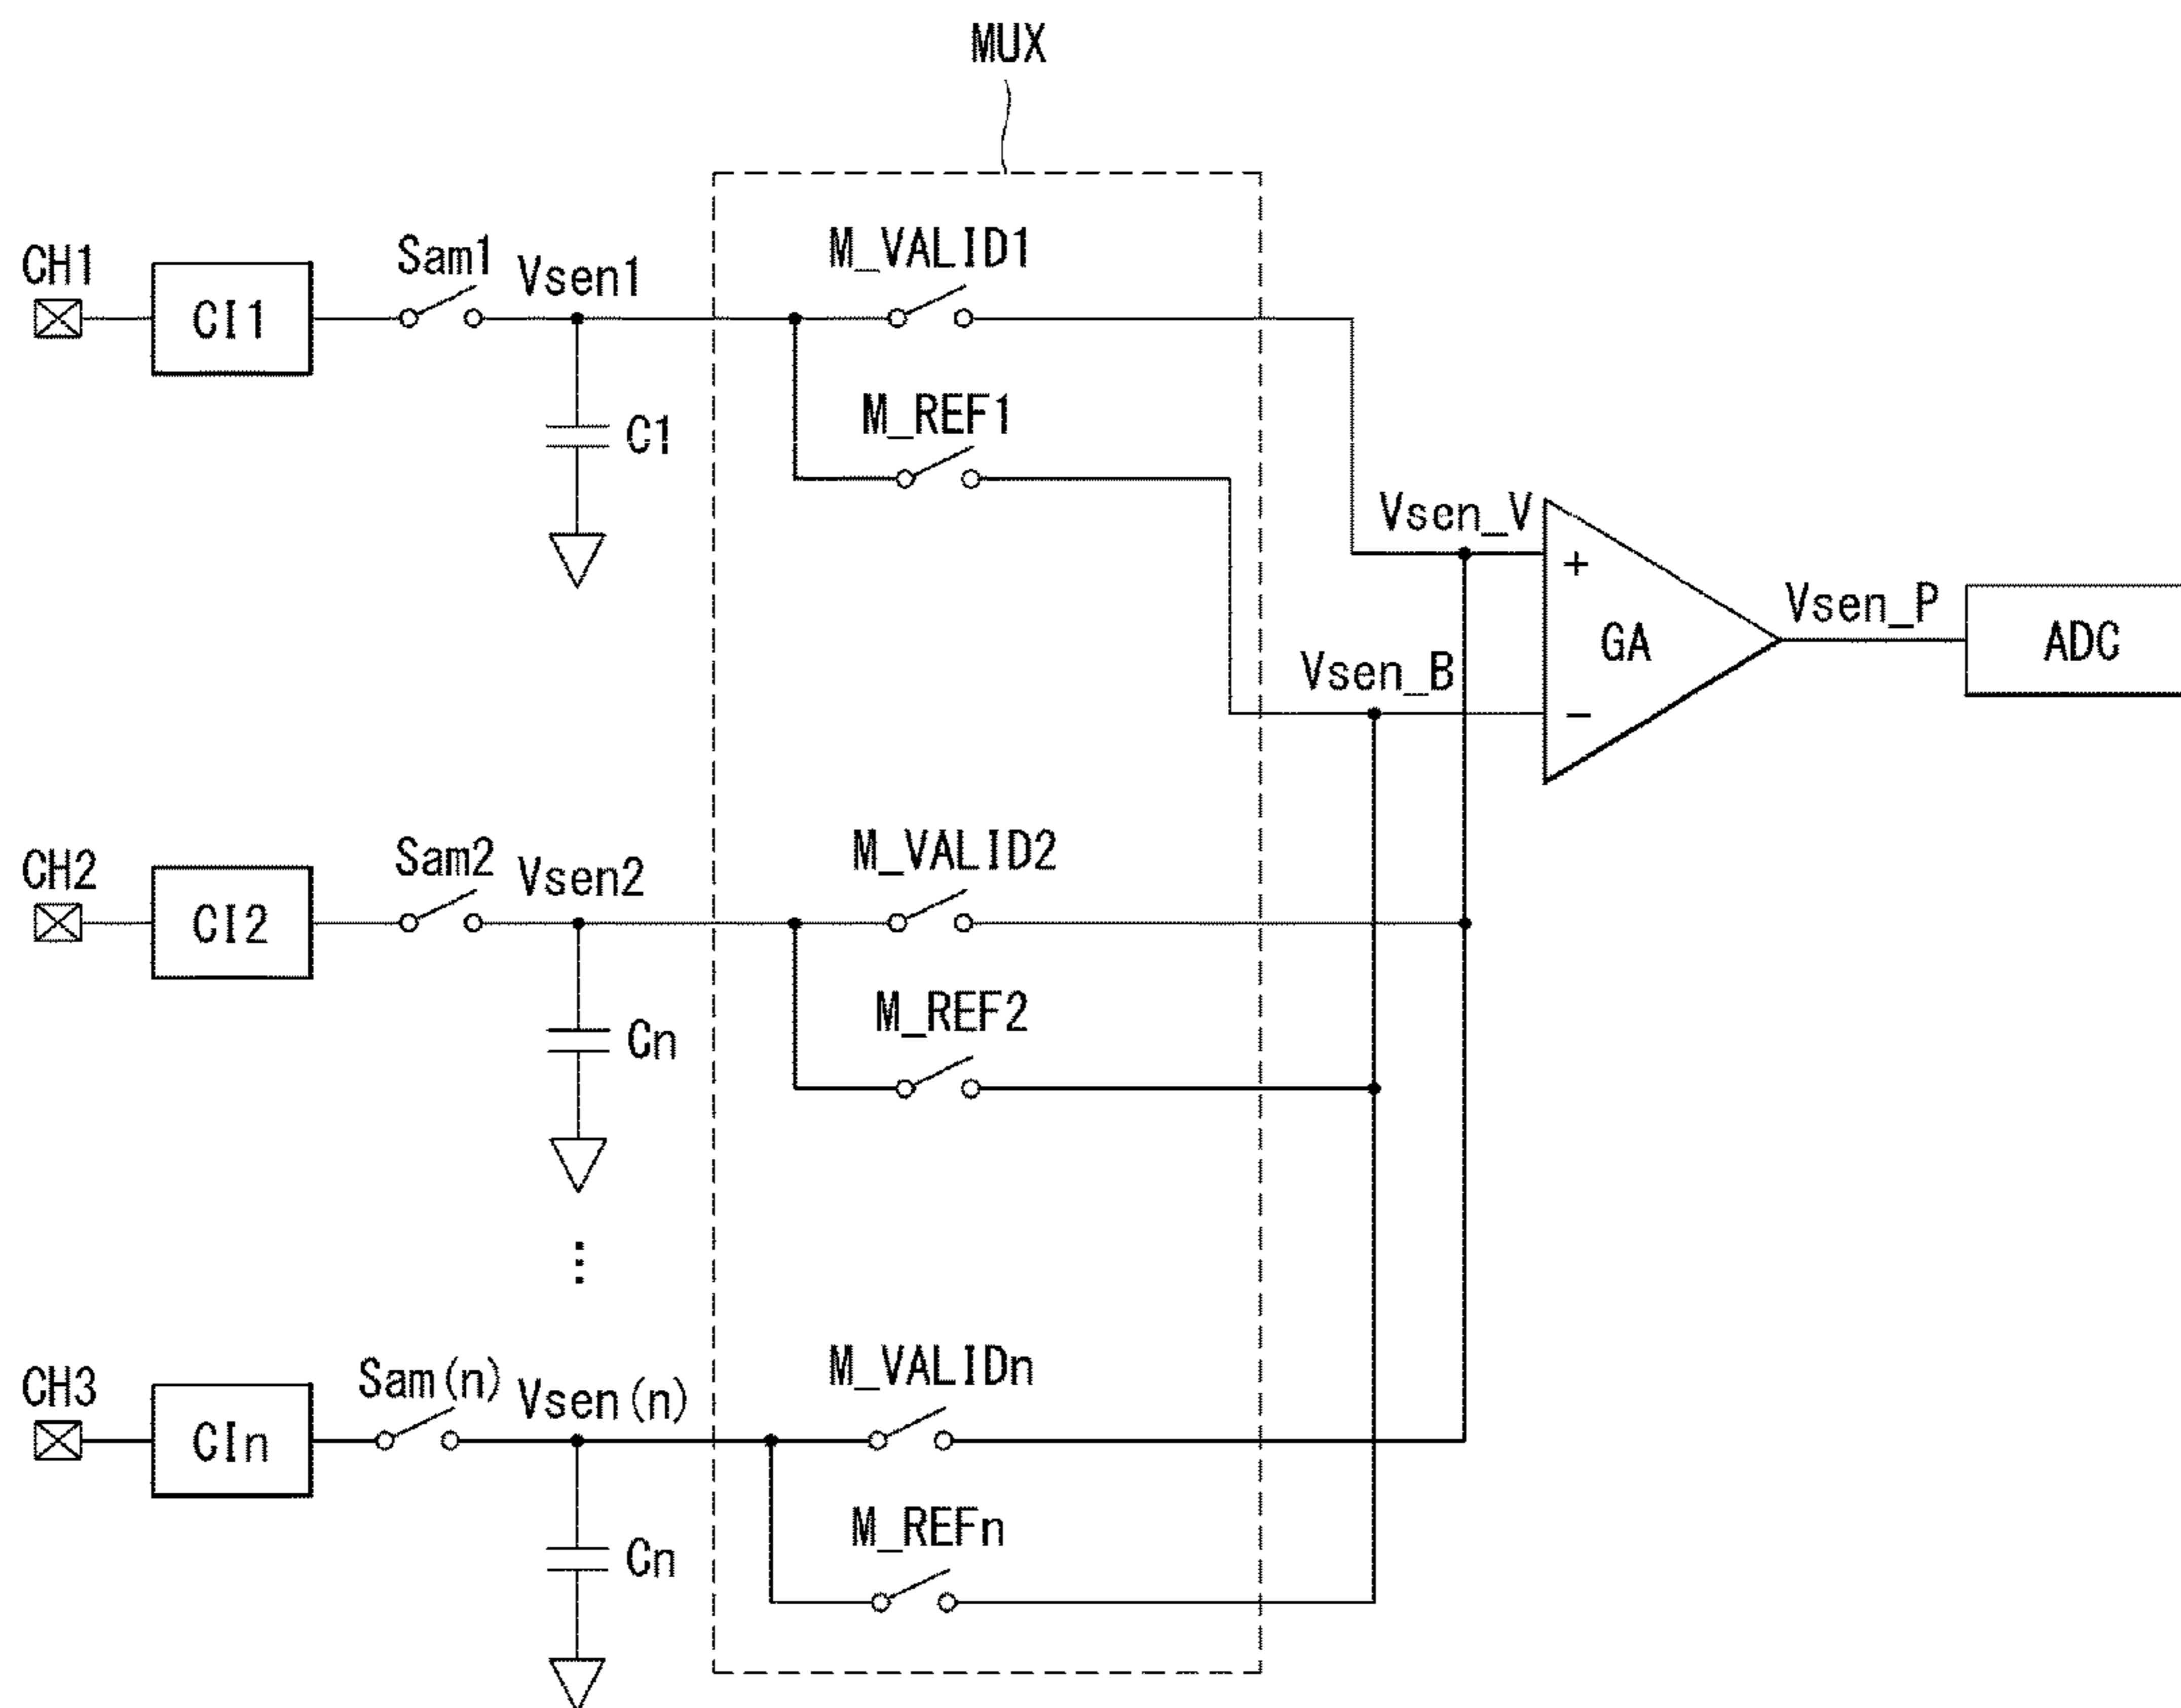 MUX
CH1
CI1
Sam1
Vsen1
C1
M_VALID1
M_REF1
Vsen_V
Vsen_B
+
GA
-
Vsen_P
ADC
CH2
CI2
Sam2
Vsen2
Cn
M_VALID2
M_REF2
CH3
CIn
Sam(n)
Vsen(n)
Cn
M_VALIDn
M_REFn